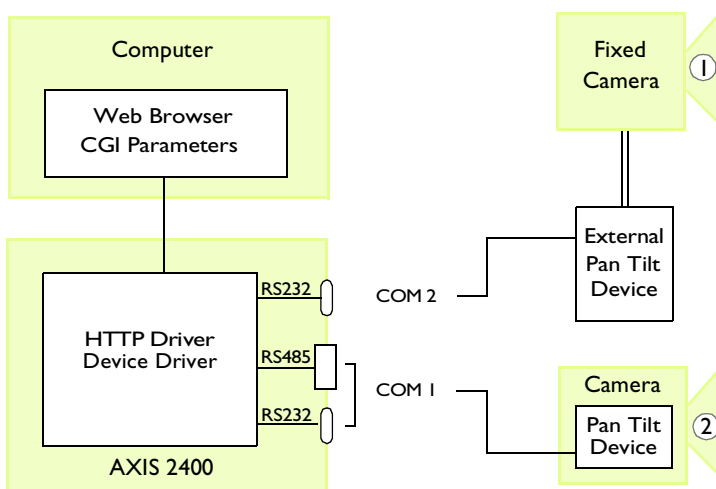 Computer
Web Browser
CGI Parameters
Fixed
Camera
1
External
Pan Tilt
Device
RS232
COM 2
HTTP Driver
Device Driver
RS485
COM 1
RS232
AXIS 2400
Camera
Pan Tilt
Device
2